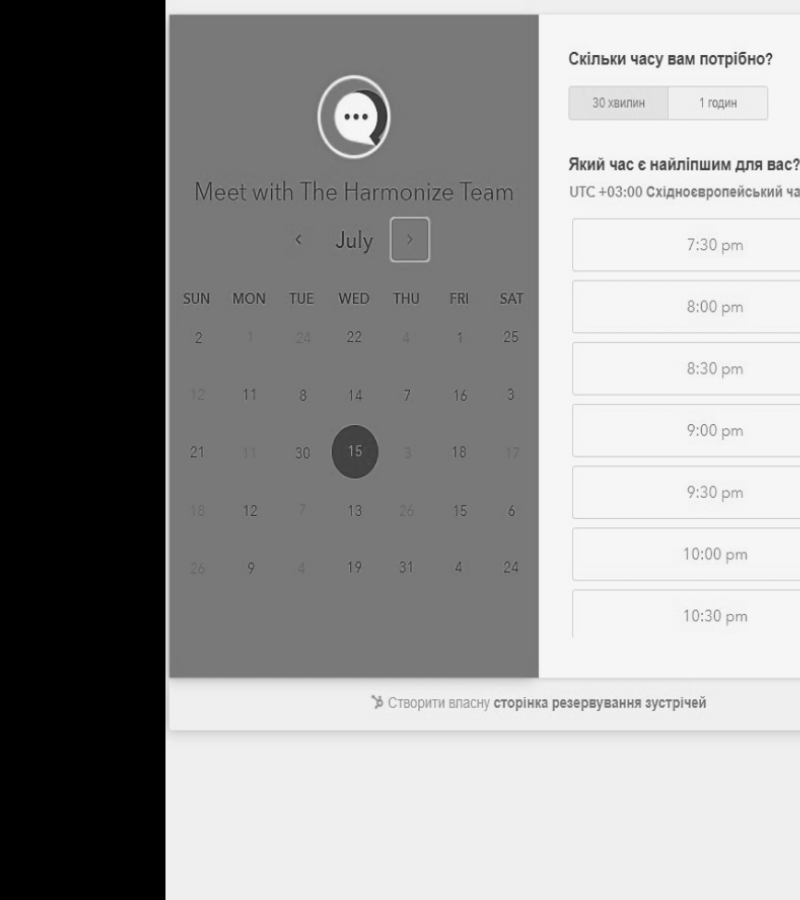 Meet with The Harmonize Team
July
SUN MON TUE WED THU FRI SAT
2 1 24 22 4 1 25
12 11 8 14 7 16 3
21 11 30 15 3 18 17
18 12 7 13 26 15 6
26 9 4 19 31 4 24
Скільки часу вам потрібно?
30 хвилин 1 годин
Який час є найліпшим для вас?
UTC +03:00 Східноєвропейський
7:30 pm
8:00 pm
8:30 pm
9:00 pm
9:30 pm
10:00 pm
10:30 pm
Створити власну сторінка резервування зустрічей